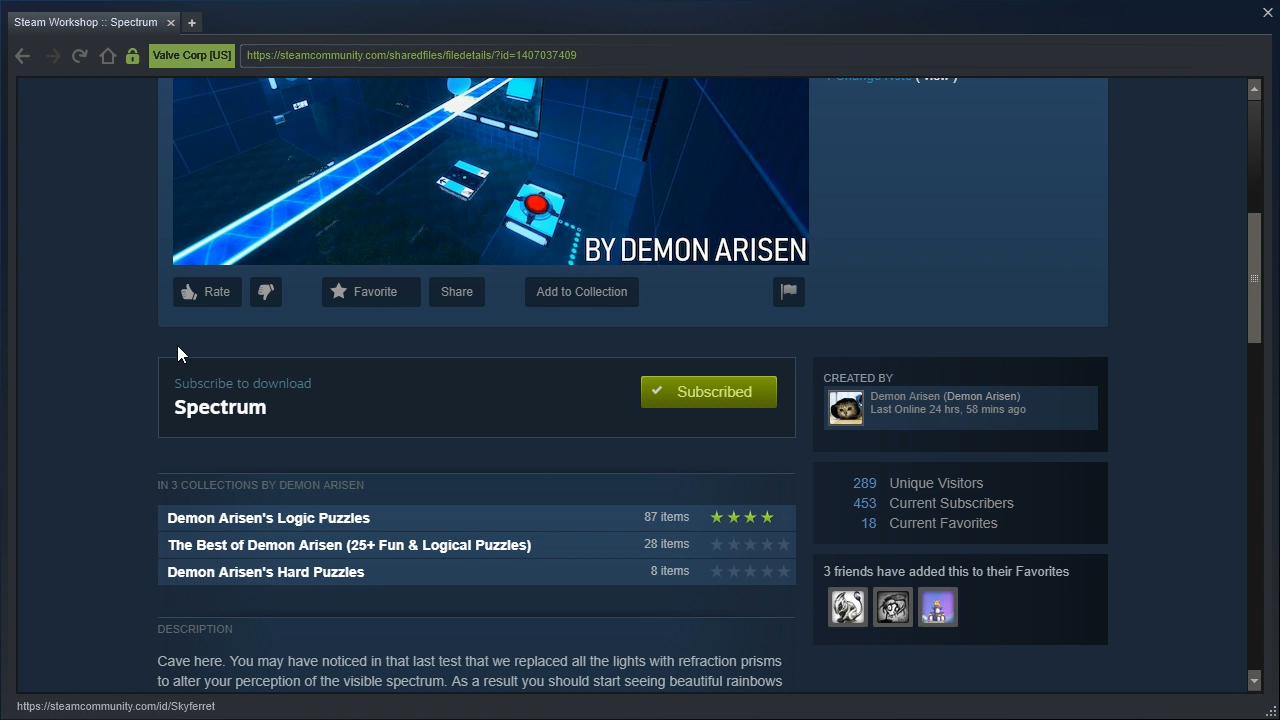 Steam Workshop :: Spectrum
Valve Corp [US]
https://steamcommunity.com/sharedfiles/filedetails/?id=1407037409
BY DEMON ARISEN
Rate
Favorite
Share
Add to Collection
Subscribe to download
Spectrum
Subscribed
CREATED BY
Demon Arisen (Demon Arisen)
Last Online 24 hrs, 58 mins ago
289 Unique Visitors
453 Current Subscribers
18 Current Favorites
3 friends have added this to their Favorites
IN 3 COLLECTIONS BY DEMON ARISEN
Demon Arisen's Logic Puzzles 87 items
The Best of Demon Arisen (25+ Fun & Logical Puzzles) 28 items
Demon Arisen's Hard Puzzles 8 items
DESCRIPTION
Cave here. You may have noticed in that last test that we replaced all the lights with refraction prisms
to alter your perception of the visible spectrum. As a result you should start seeing beautiful rainbows
https://steamcommunity.com/id/Skyferret